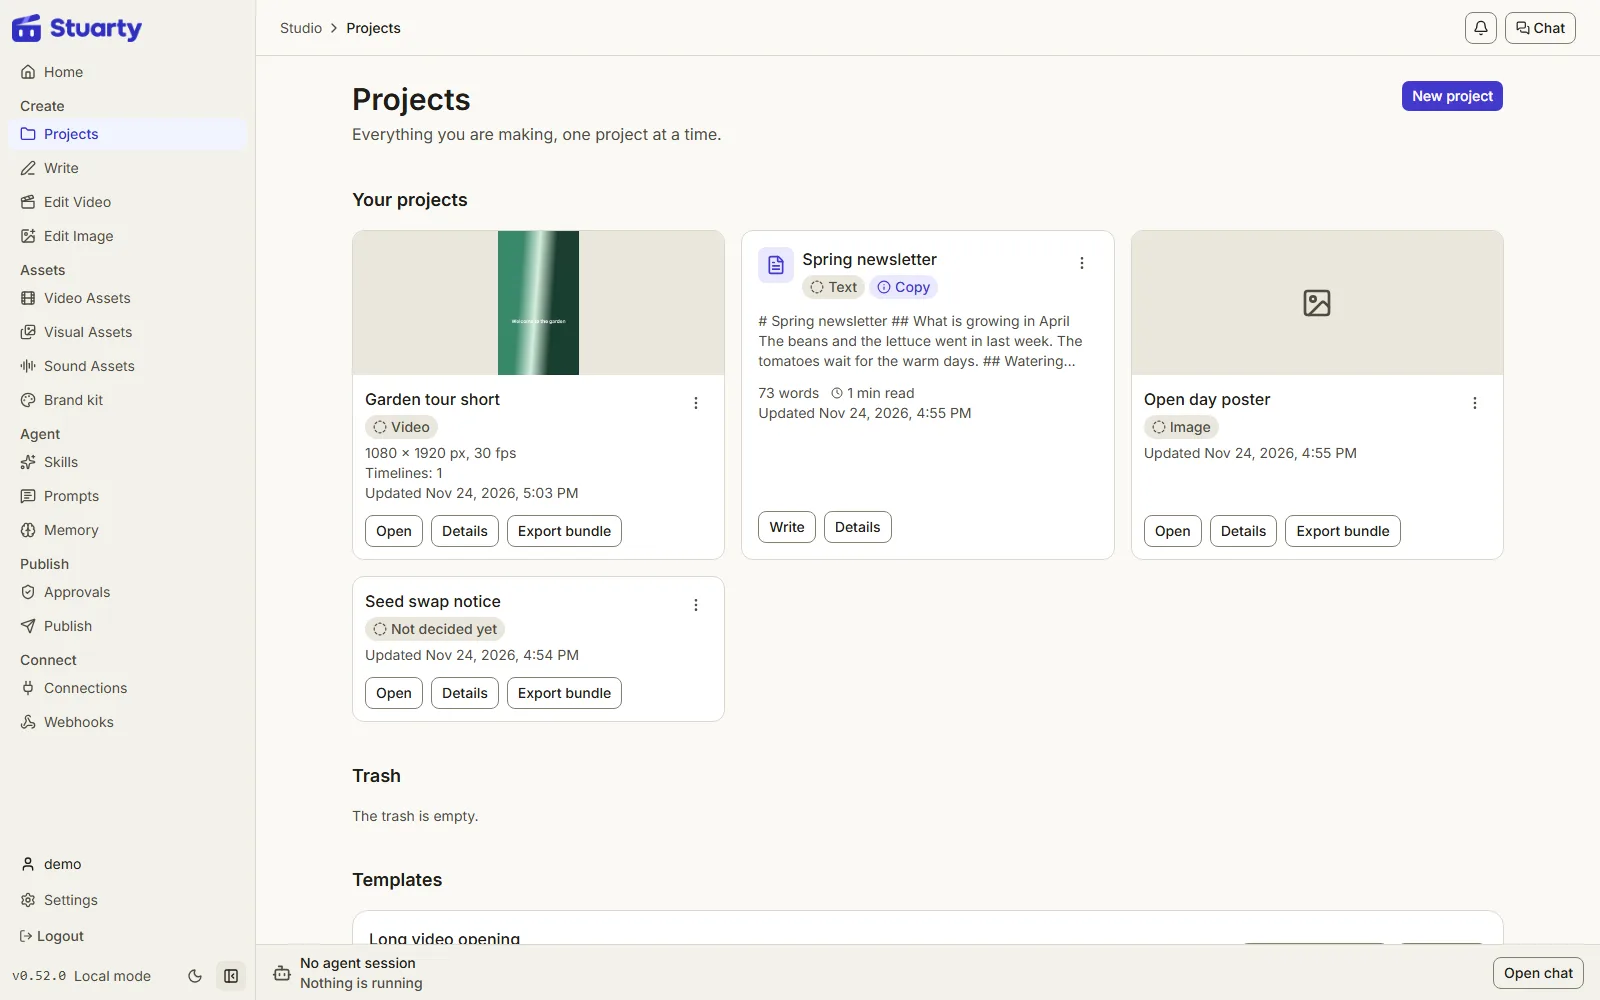 Stuarty
Studio > Projects
Chat
Home
Create
Projects
Write
Edit Video
Edit Image
Assets
Video Assets
Visual Assets
Sound Assets
Brand kit
Agent
Skills
Prompts
Memory
Publish
Approvals
Publish
Connect
Connections
Webhooks
demo
Settings
Logout
v0.52.0 Local mode
Projects
New project
Everything you are making, one project at a time.
Your projects
Welcome to the garden
Garden tour short
Video
1080 × 1920 px, 30 fps
Timelines: 1
Updated Nov 24, 2026, 5:03 PM
Open Details Export bundle
Spring newsletter
Text Copy
# Spring newsletter ## What is growing in April
The beans and the lettuce went in last week. The
tomatoes wait for the warm days. ## Watering...
73 words 1 min read
Updated Nov 24, 2026, 4:55 PM
Write Details
Open day poster
Image
Updated Nov 24, 2026, 4:55 PM
Open Details Export bundle
Seed swap notice
Not decided yet
Updated Nov 24, 2026, 4:54 PM
Open Details Export bundle
Trash
The trash is empty.
Templates
Long video opening
No agent session
Nothing is running
Open chat